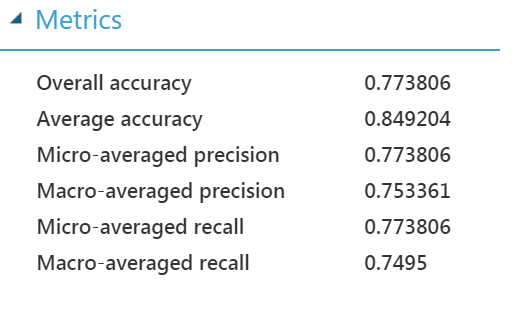 Metrics
Overall accuracy 0.773806
Average accuracy 0.849204
Micro-averaged precision 0.773806
Macro-averaged precision 0.753361
Micro-averaged recall 0.773806
Macro-averaged recall 0.7495